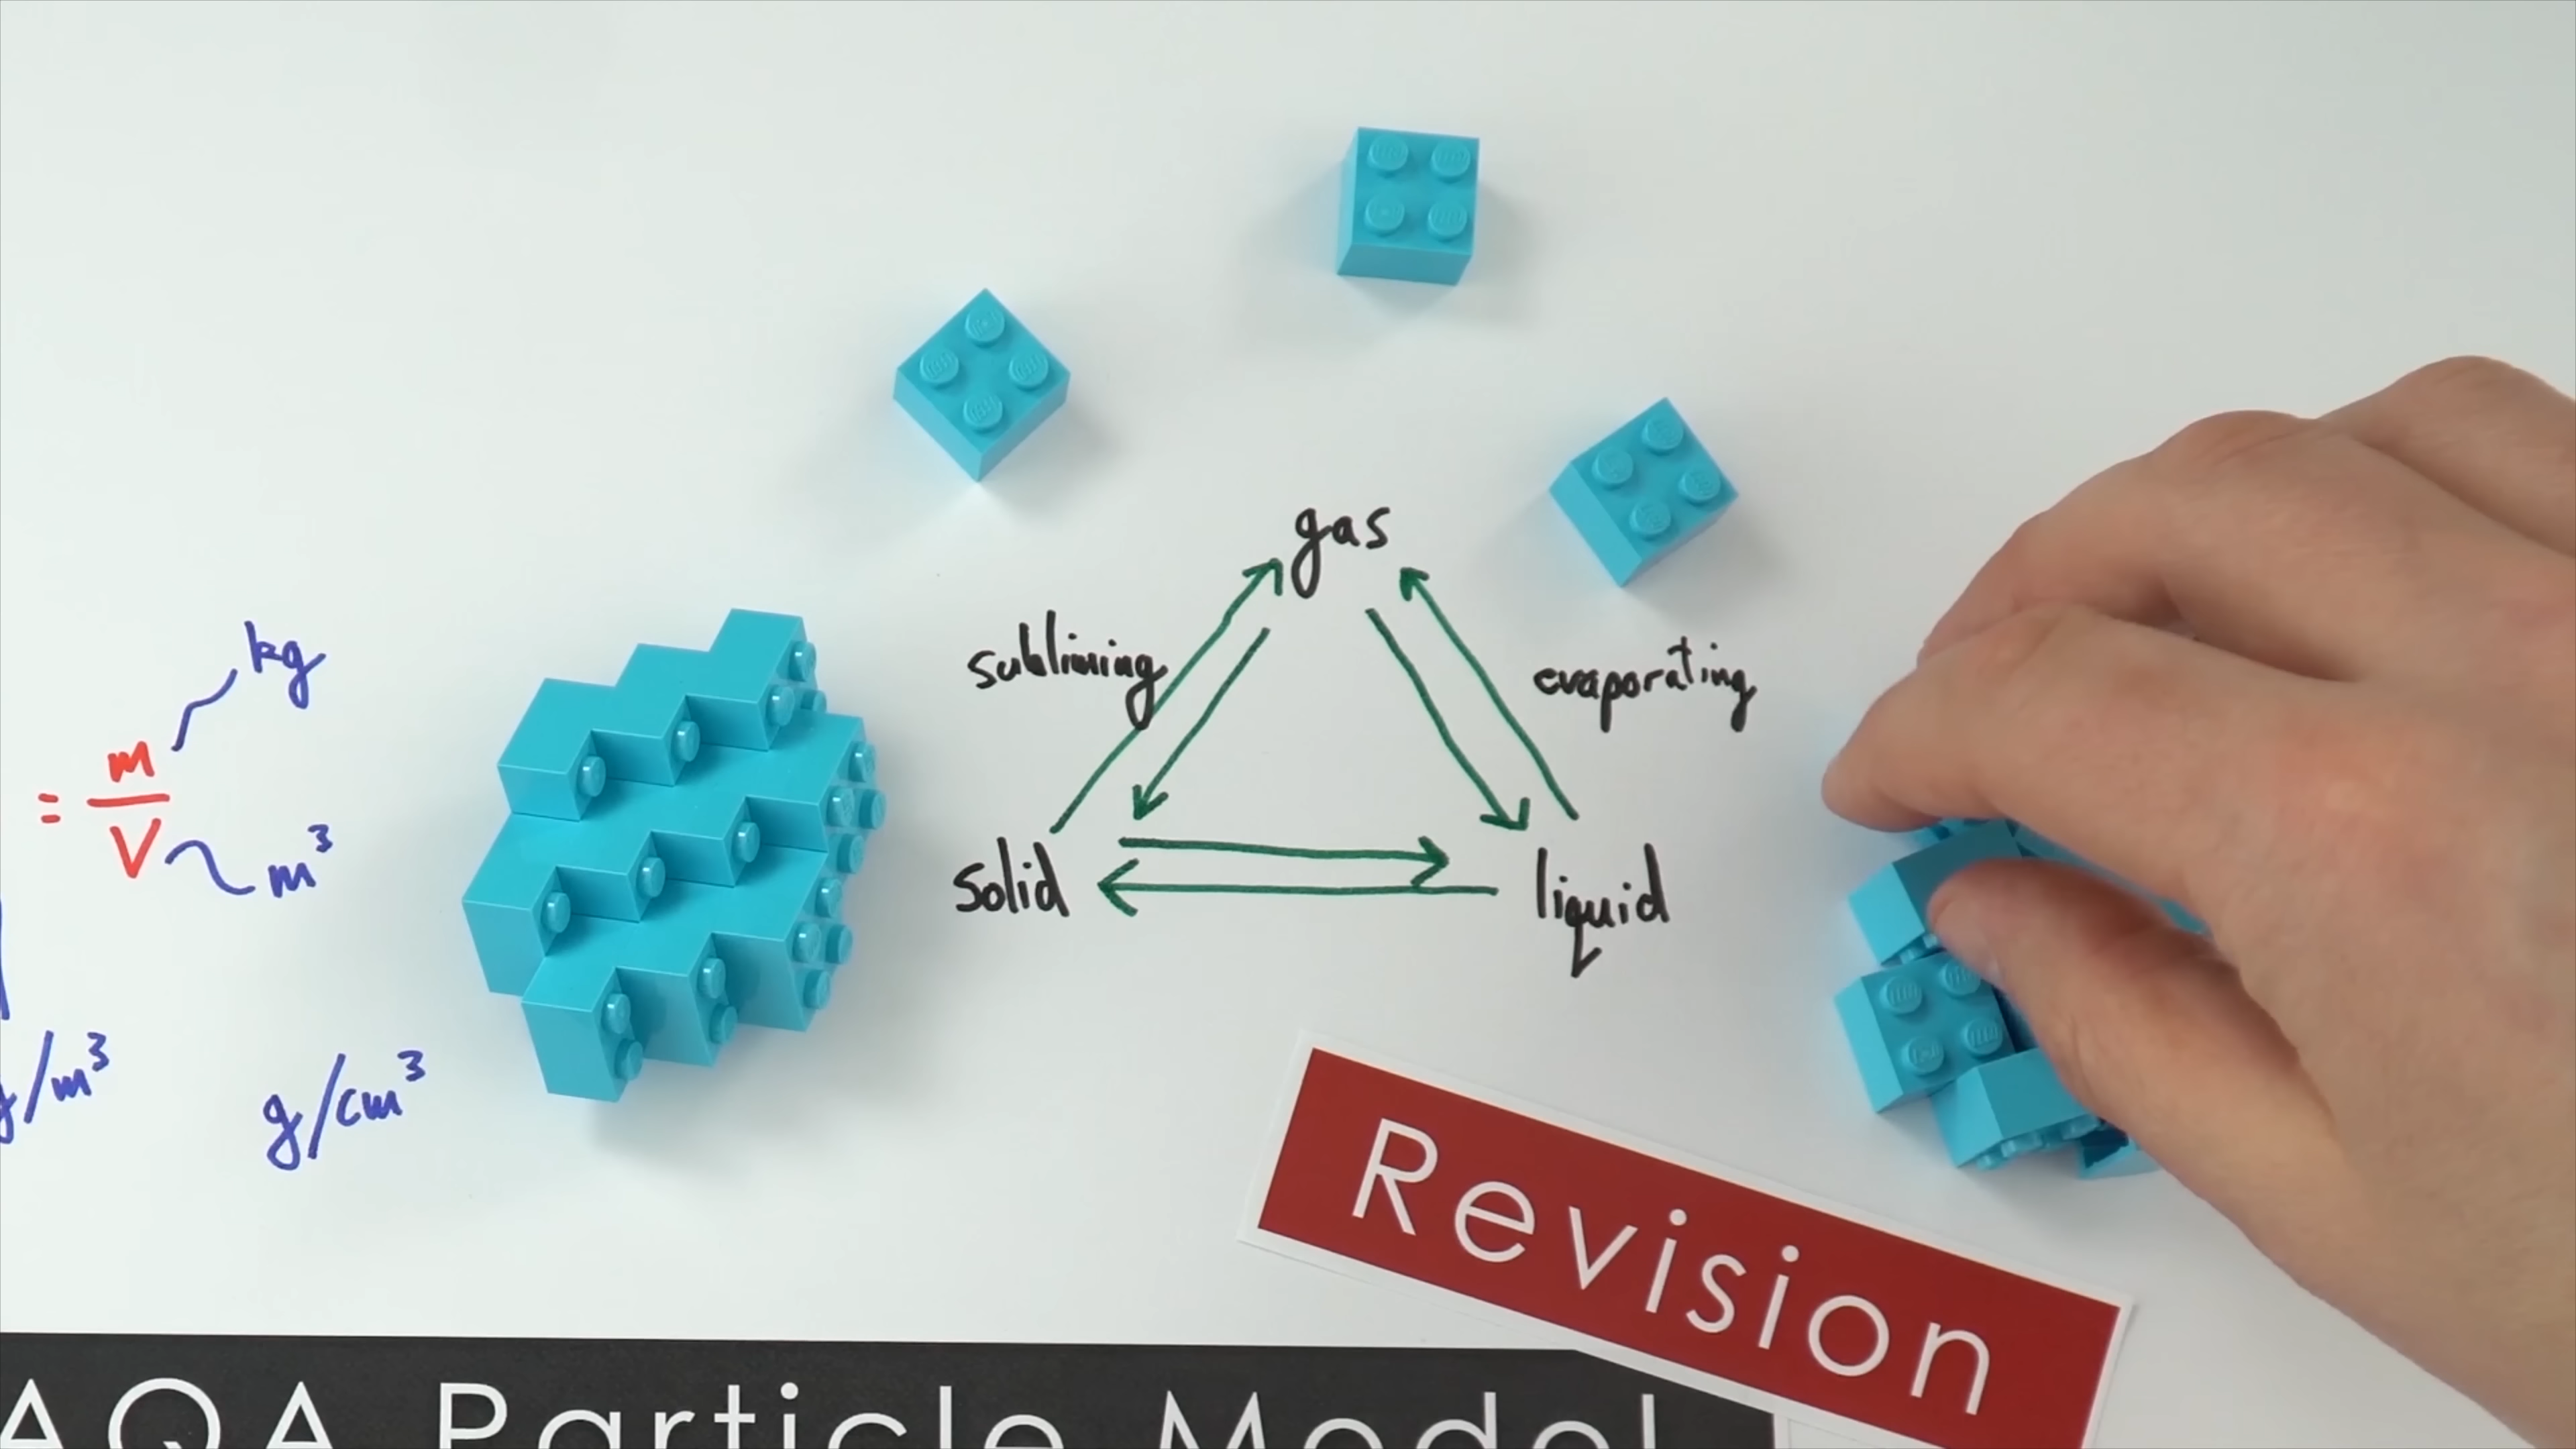 = m/V
kg
m³
g/m³
g/cm³
gas
subliming
evaporating
solid
liquid
Revision
AQA Particle Model